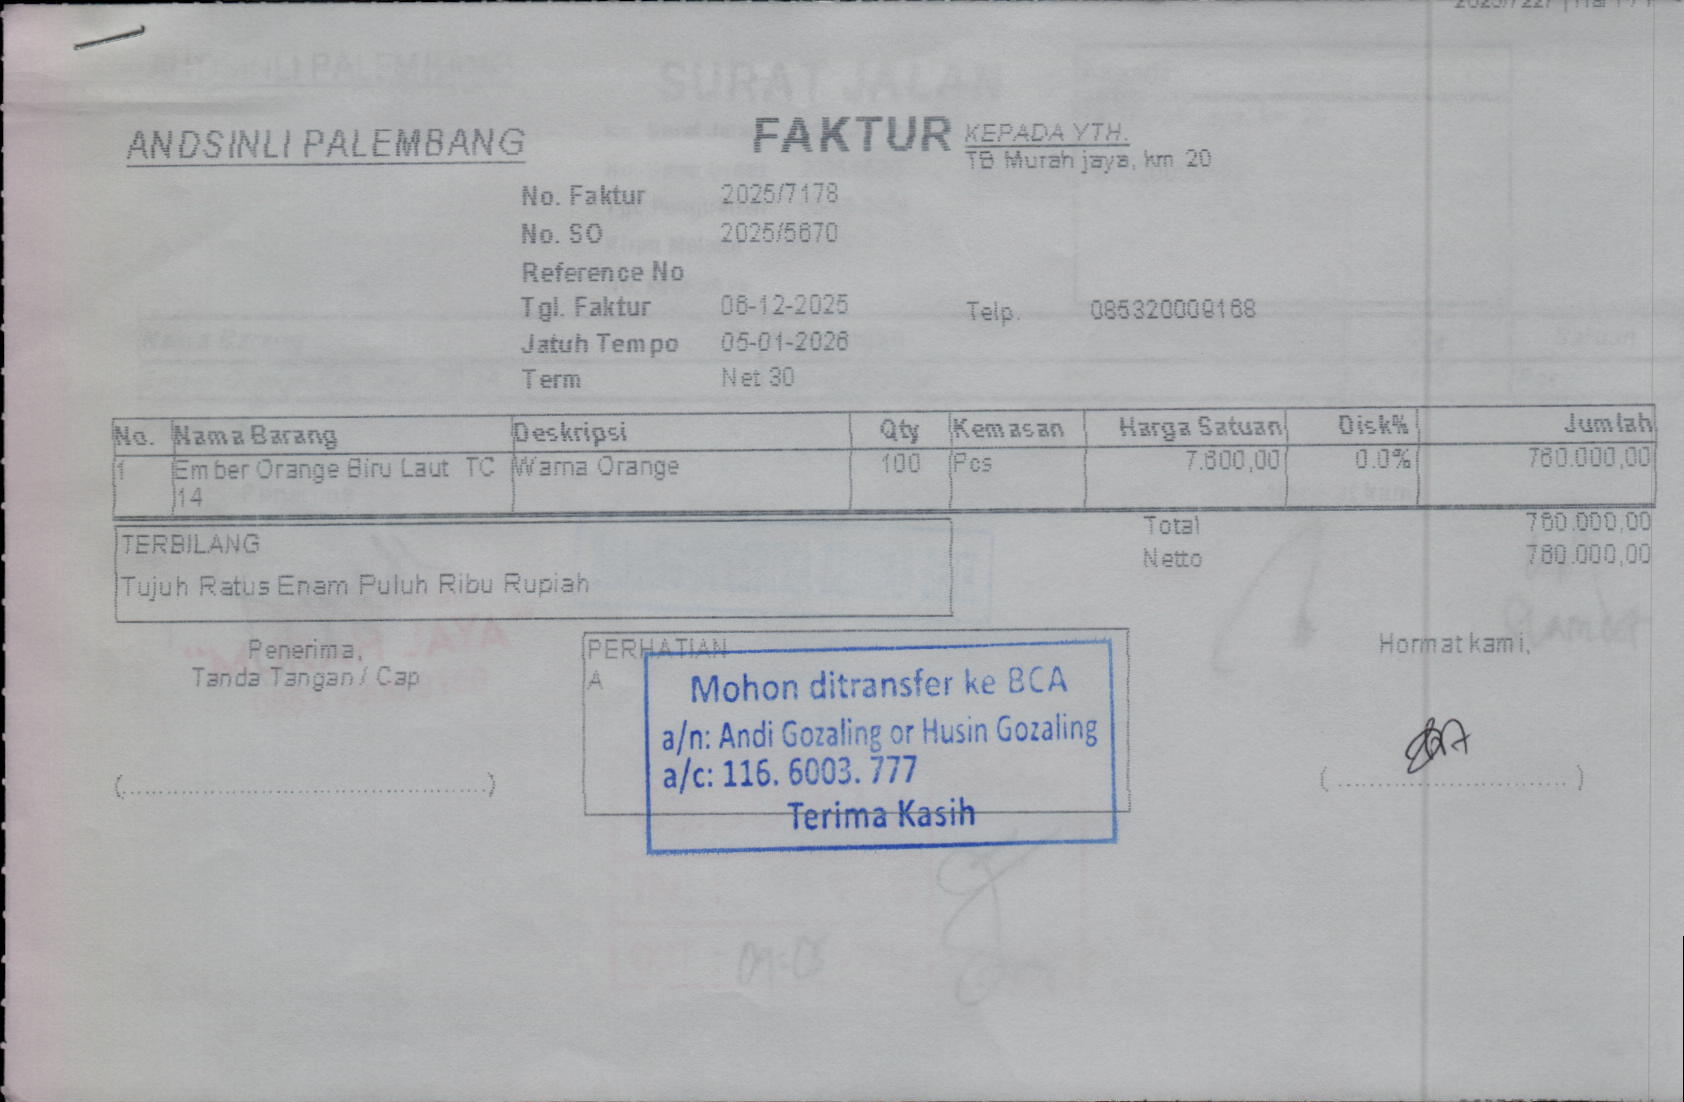 ANDSINLI PALEMBANG
FAKTUR
KEPADA YTH.
TB Murah jaya, km 20
No. Faktur 2025/7178
No. SO 2025/5670
Reference No
Tgl. Faktur 06-12-2025
Telp. 085320009168
Jatuh Tempo 05-01-2026
Term Net 30
No. Nama Barang Deskripsi Qty Kemasan Harga Satuan Disk% Jumlah
1 Ember Orange Biru Laut TC Warna Orange 100 Pcs 7.600,00 0.0% 760.000,00
14
Total 760.000,00
TERBILANG
Netto 760.000,00
Tujuh Ratus Enam Puluh Ribu Rupiah
Penerima,
Tanda Tangan / Cap
PERHATIAN
A
Hormat kami,
Mohon ditransfer ke BCA
a/n: Andi Gozaling or Husin Gozaling
a/c: 116. 6003. 777
Terima Kasih
SURAT JALAN